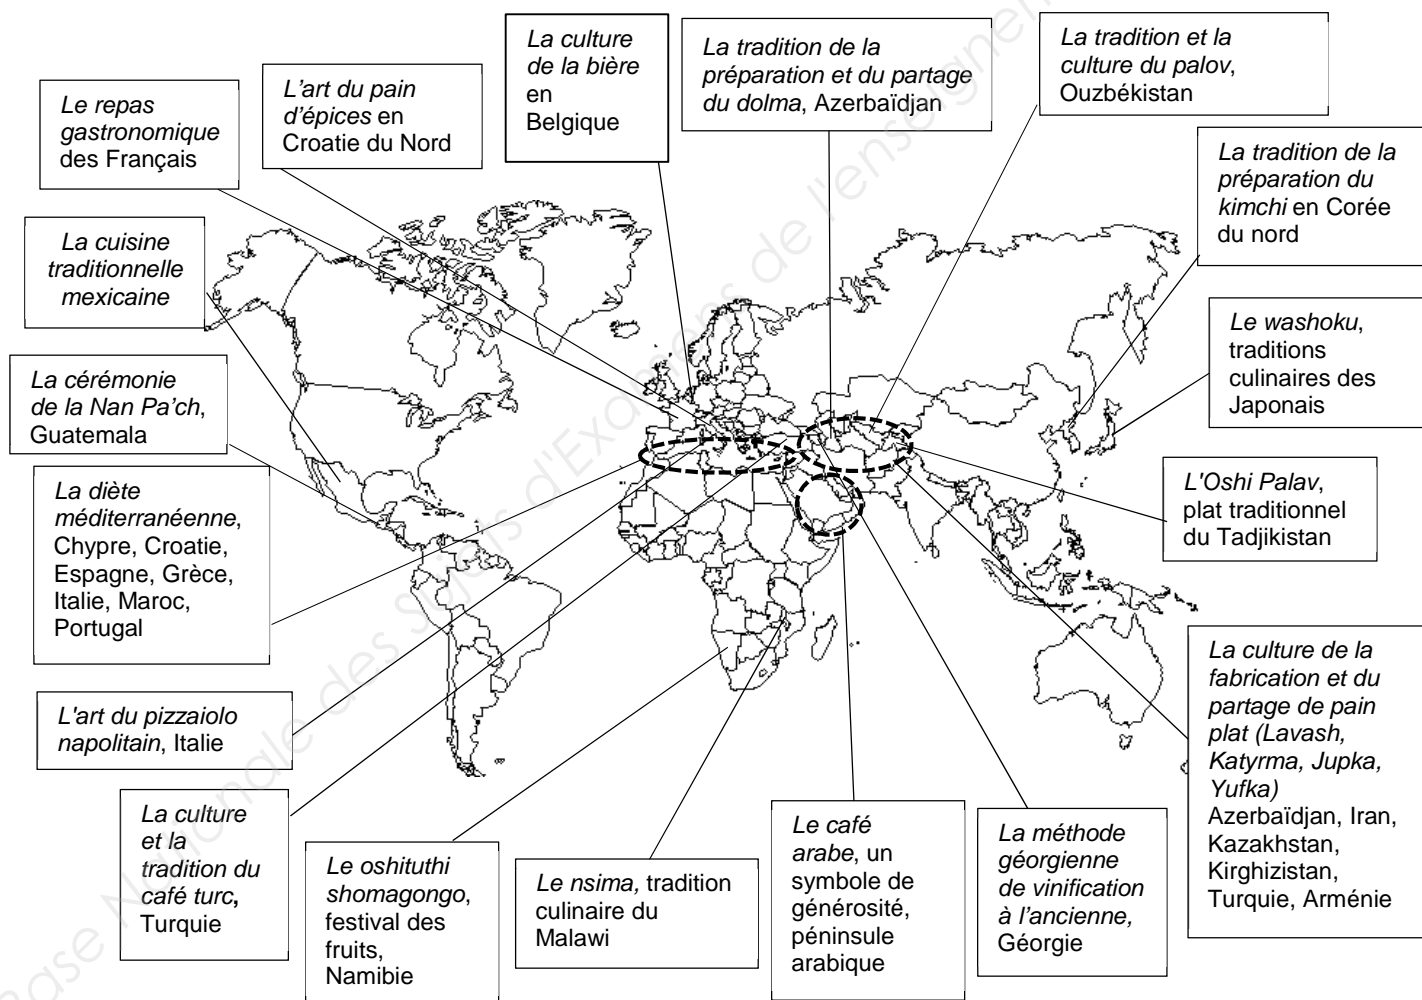 Le repas
gastronomique
des Français
L'art du pain
d'épices en
Croatie du Nord
La culture
de la bière
en
Belgique
La tradition de la
préparation et du partage
du dolma, Azerbaïdjan
La tradition et la
culture du palov,
Ouzbékistan
La tradition de la
préparation du
kimchi en Corée
du nord
La cuisine
traditionnelle
mexicaine
Le washoku,
traditions
culinaires des
Japonais
La cérémonie
de la Nan Pa'ch,
Guatemala
La diète
méditerranéenne,
Chypre, Croatie,
Espagne, Grèce,
Italie, Maroc,
Portugal
L'Oshi Palav,
plat traditionnel
du Tadjikistan
La culture de la
fabrication et du
partage de pain
plat (Lavash,
Katyrma, Jupka,
Yufka)
Azerbaïdjan, Iran,
Kazakhstan,
Kirghizistan,
Turquie, Arménie
L'art du pizzaiolo
napolitain, Italie
La culture
et la
tradition du
café turc,
Turquie
Le oshituthi
shomagongo,
festival des
fruits,
Namibie
Le nsima, tradition
culinaire du
Malawi
Le café
arabe, un
symbole de
générosité,
péninsule
arabique
La méthode
géorgienne
de vinification
à l'ancienne,
Géorgie
Base Nationale des Sujets d'Examens de l'enseignem